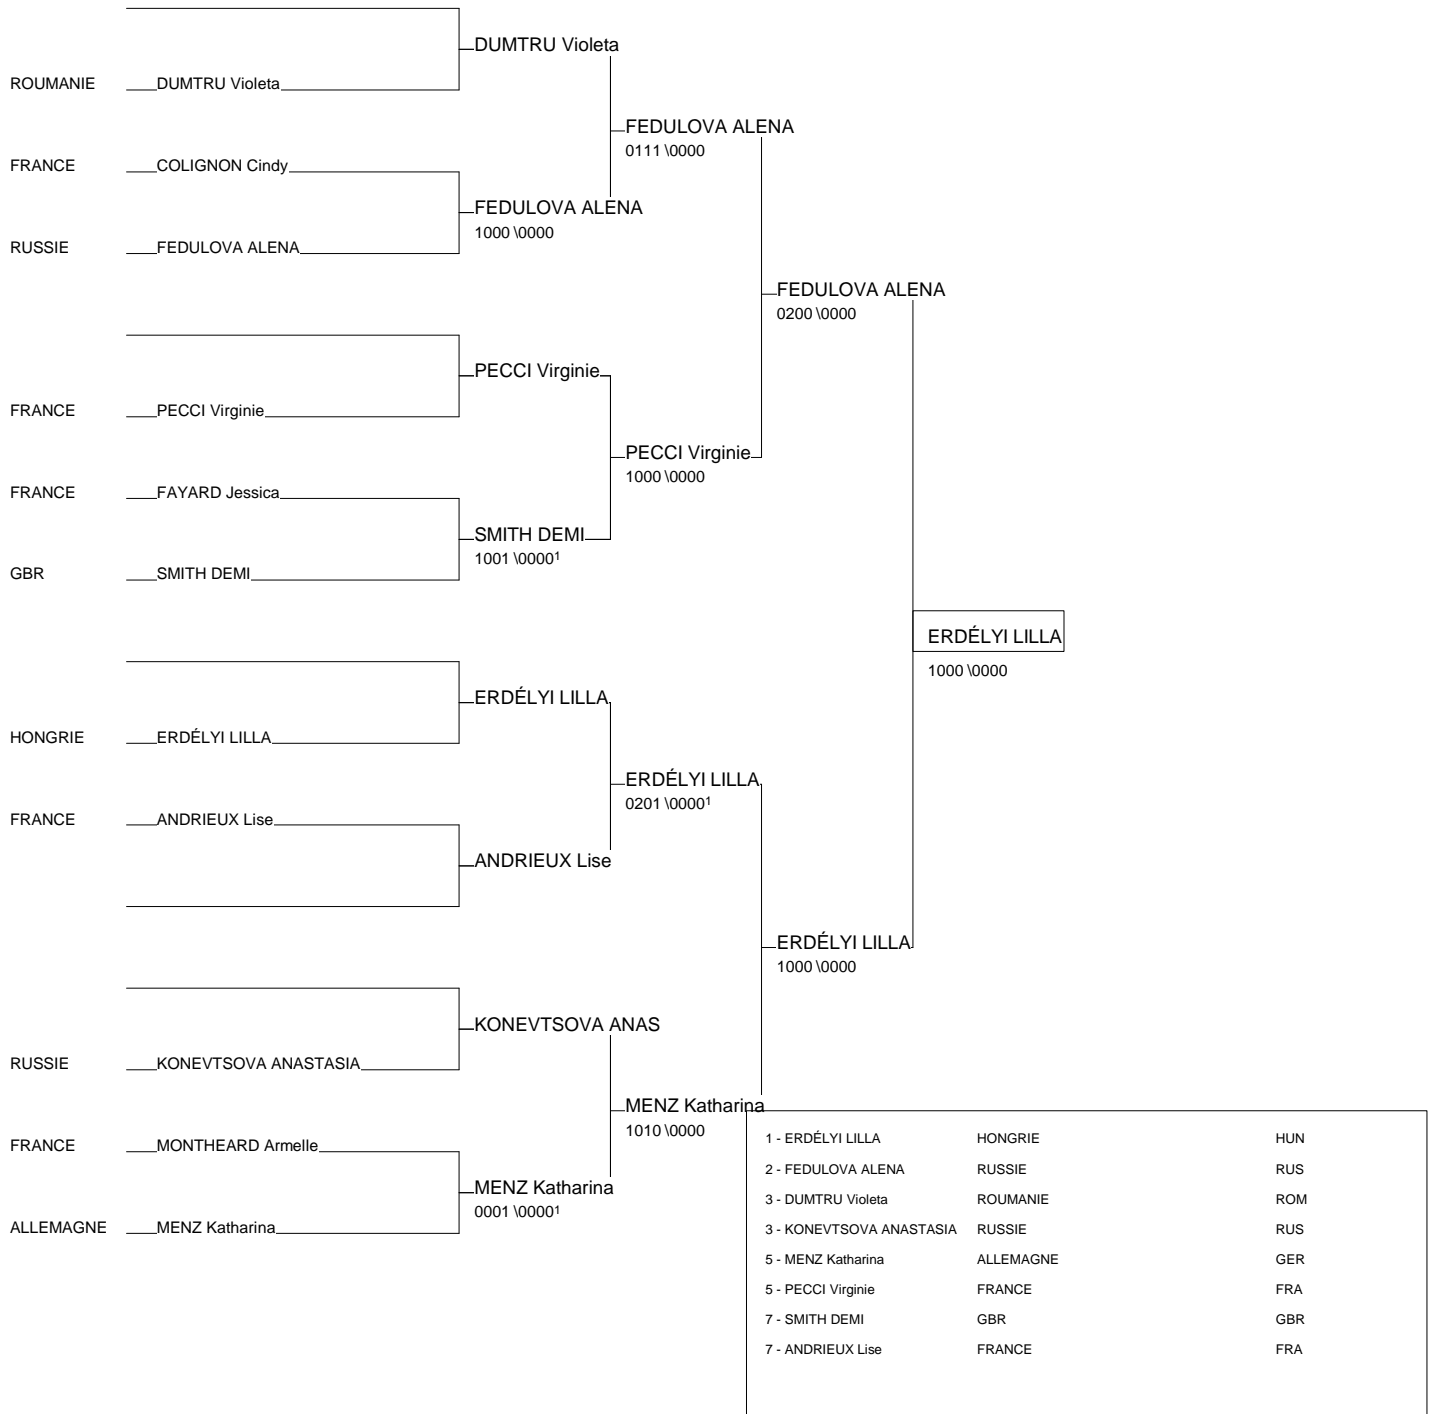 DUMTRU Violeta
ROUMANIE DUMTRU Violeta
FEDULOVA ALENA
0111 \0000
FRANCE COLIGNON Cindy
FEDULOVA ALENA
1000 \0000
RUSSIE FEDULOVA ALENA
FEDULOVA ALENA
0200 \0000
PECCI Virginie
FRANCE PECCI Virginie
PECCI Virginie
1000 \0000
FRANCE FAYARD Jessica
SMITH DEMI
1001 \0000¹
GBR SMITH DEMI
ERDÉLYI LILLA
1000 \0000
ERDÉLYI LILLA
HONGRIE ERDÉLYI LILLA
ERDÉLYI LILLA
0201 \0000¹
FRANCE ANDRIEUX Lise
ANDRIEUX Lise
ERDÉLYI LILLA
1000 \0000
KONEVTSOVA ANAS
RUSSIE KONEVTSOVA ANASTASIA
MENZ Katharina
1010 \0000
FRANCE MONTHEARD Armelle
MENZ Katharina
0001 \0000¹
ALLEMAGNE MENZ Katharina
1 - ERDÉLYI LILLA HONGRIE HUN
2 - FEDULOVA ALENA RUSSIE RUS
3 - DUMTRU Violeta ROUMANIE ROM
3 - KONEVTSOVA ANASTASIA RUSSIE RUS
5 - MENZ Katharina ALLEMAGNE GER
5 - PECCI Virginie FRANCE FRA
7 - SMITH DEMI GBR GBR
7 - ANDRIEUX Lise FRANCE FRA